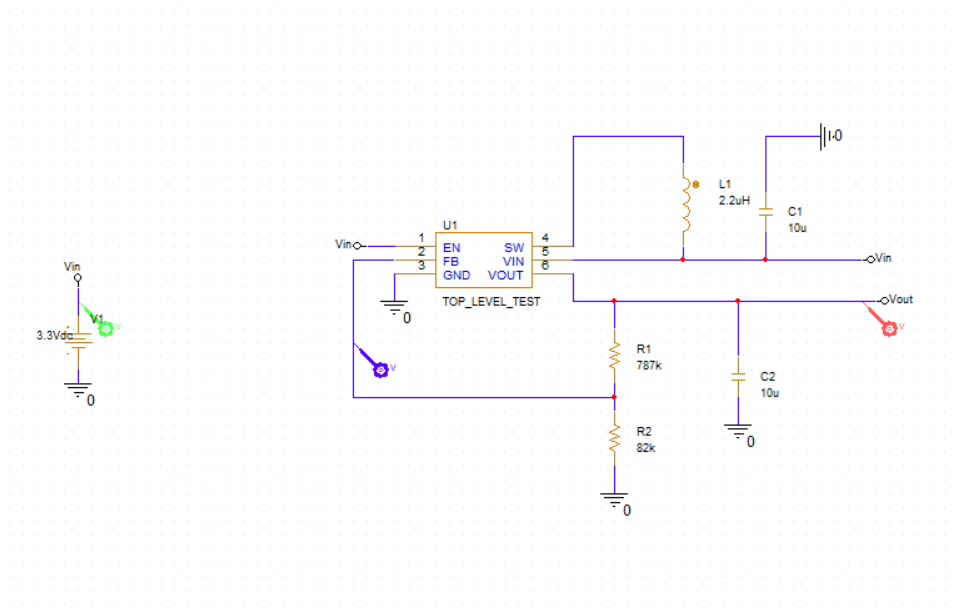 Vin
V1
V
3.3Vdc
0
U1
Vin
1
EN
2
FB
3
GND
SW
4
VIN
5
VOUT
6
TOP_LEVEL_TEST
0
V
L1
2.2uH
C1
10u
0
Vin
Vout
V
R1
787k
R2
82k
0
C2
10u
0